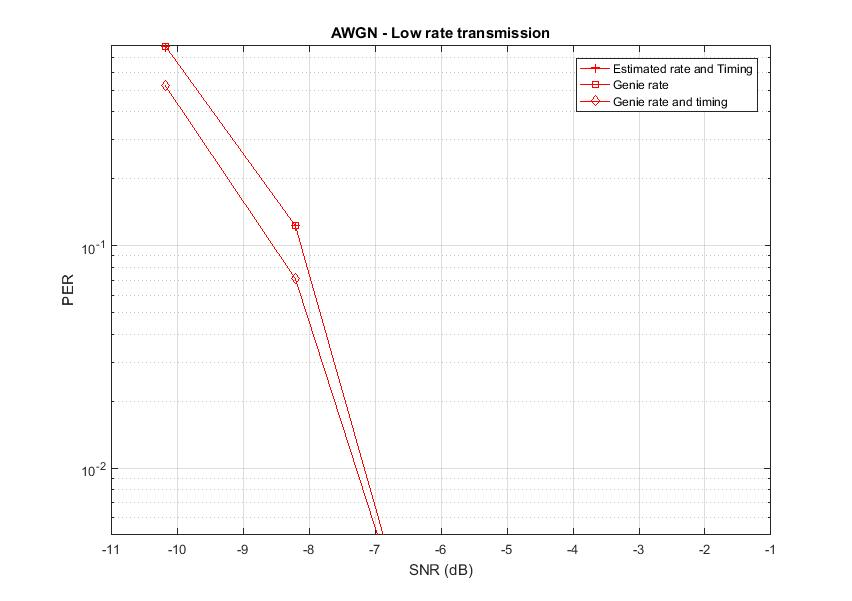 AWGN - Low rate transmission
Estimated rate and Timing
Genie rate
Genie rate and timing
10-1
PER
10-2
-11 -10 -9 -8 -7 -6 -5 -4 -3 -2 -1
SNR (dB)